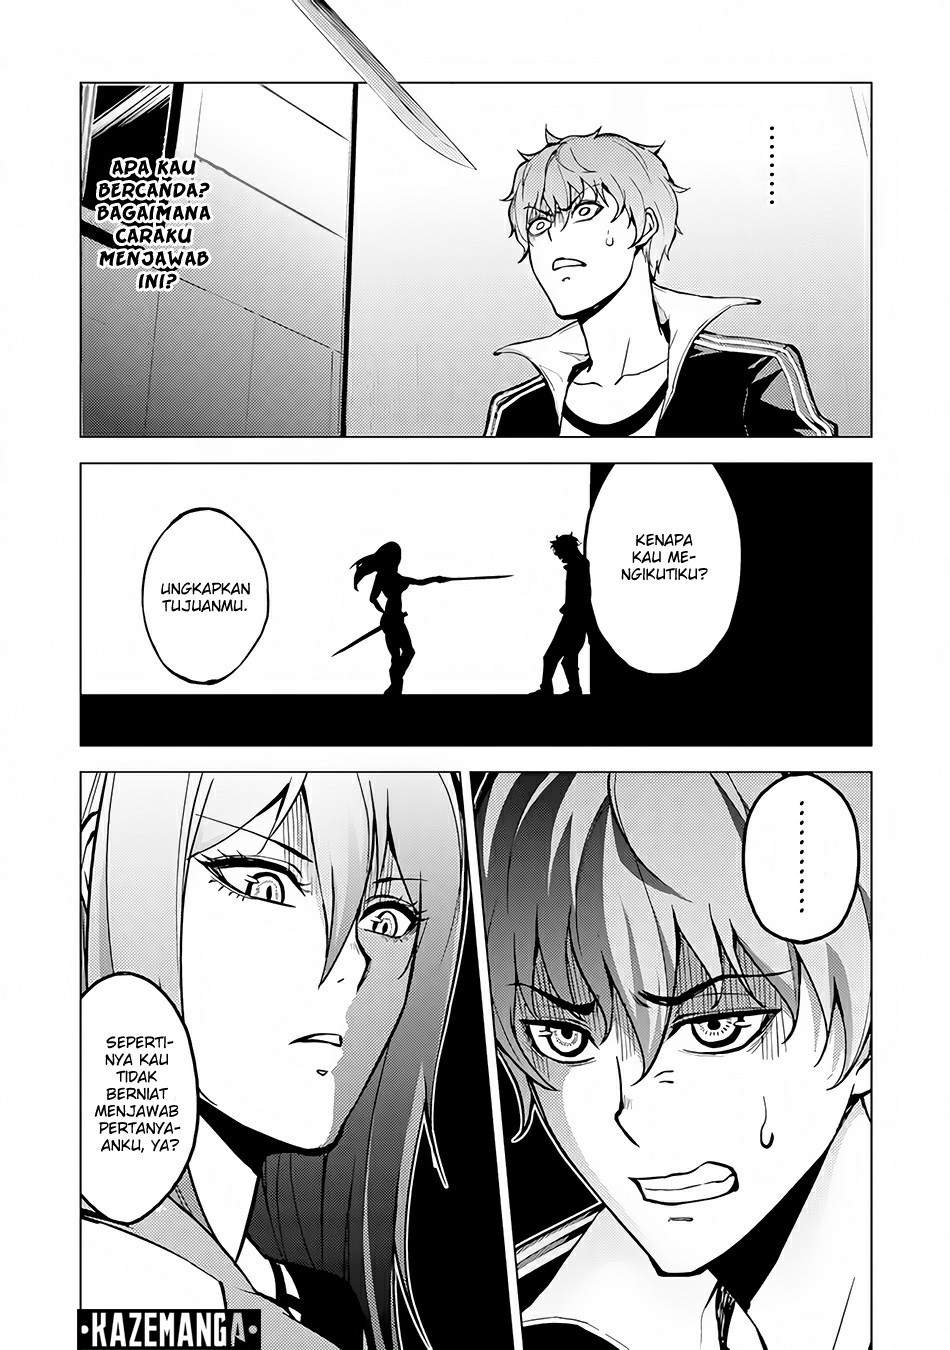 . . . . . . . .
APA KAU
BERCANDA?
BAGAIMANA
CARAKU
MENJAWAB
INI?
KENAPA
KAU ME-
NGIKUTIKU?
UNGKAPKAN
TUJUANMU.
. . . . . . . . .
SEPERTI-
NYA KAU
TIDAK
BERNIAT
MENJAWAB
PERTANYA-
ANKU, YA?
•KAZEMANGA•